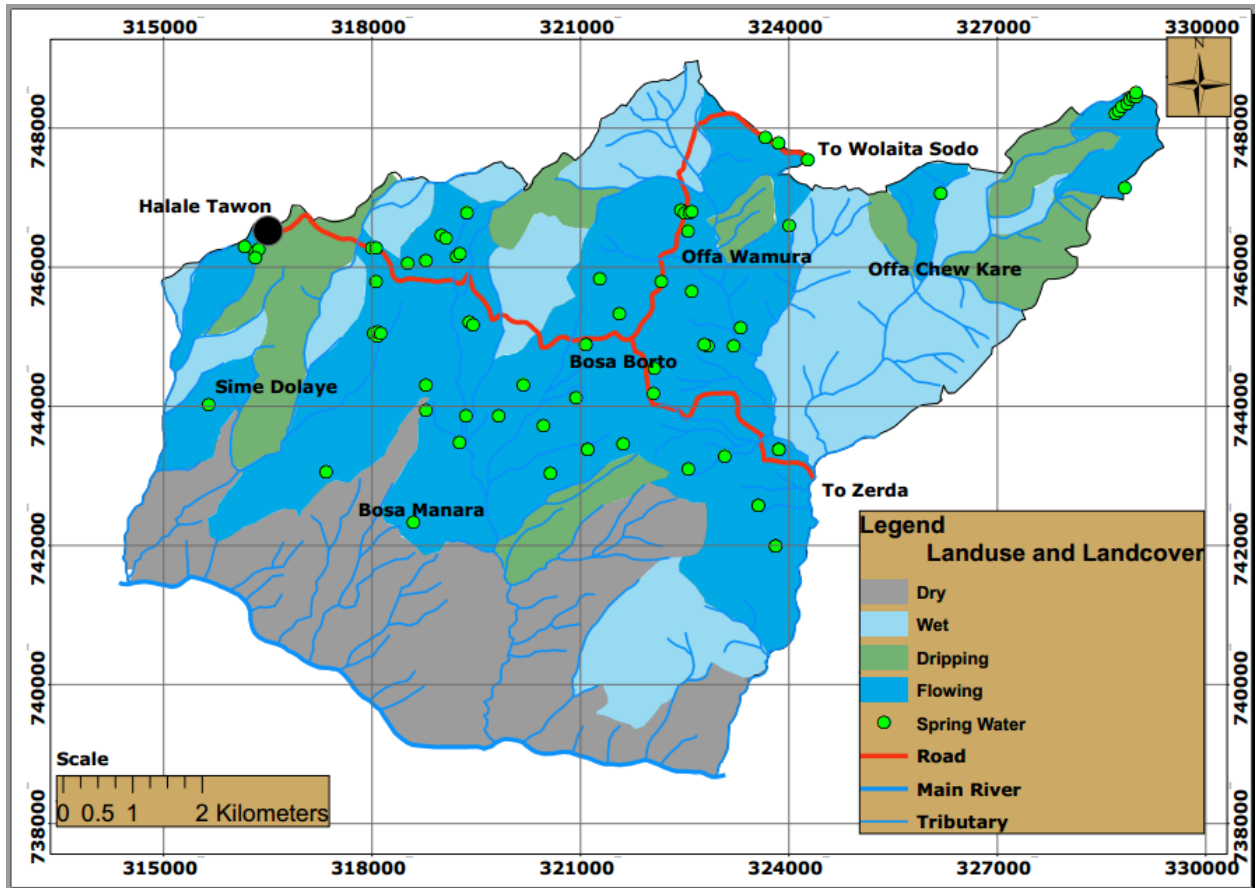 315000 318000 321000 324000 327000 330000
N
748000 748000
To Wolaita Sodo
Halale Tawon
746000 746000
Offa Wamura
Offa Chew Kare
Bosa Borto
Sime Dolaye
744000 744000
To Zerda
Bosa Manara
742000 742000
Legend
Landuse and Landcover
Dry
Wet
Dripping
Flowing
Spring Water
Road
Main River
Tributary
740000 740000
Scale
0 0.5 1 2 Kilometers
738000 738000
315000 318000 321000 324000 327000 330000